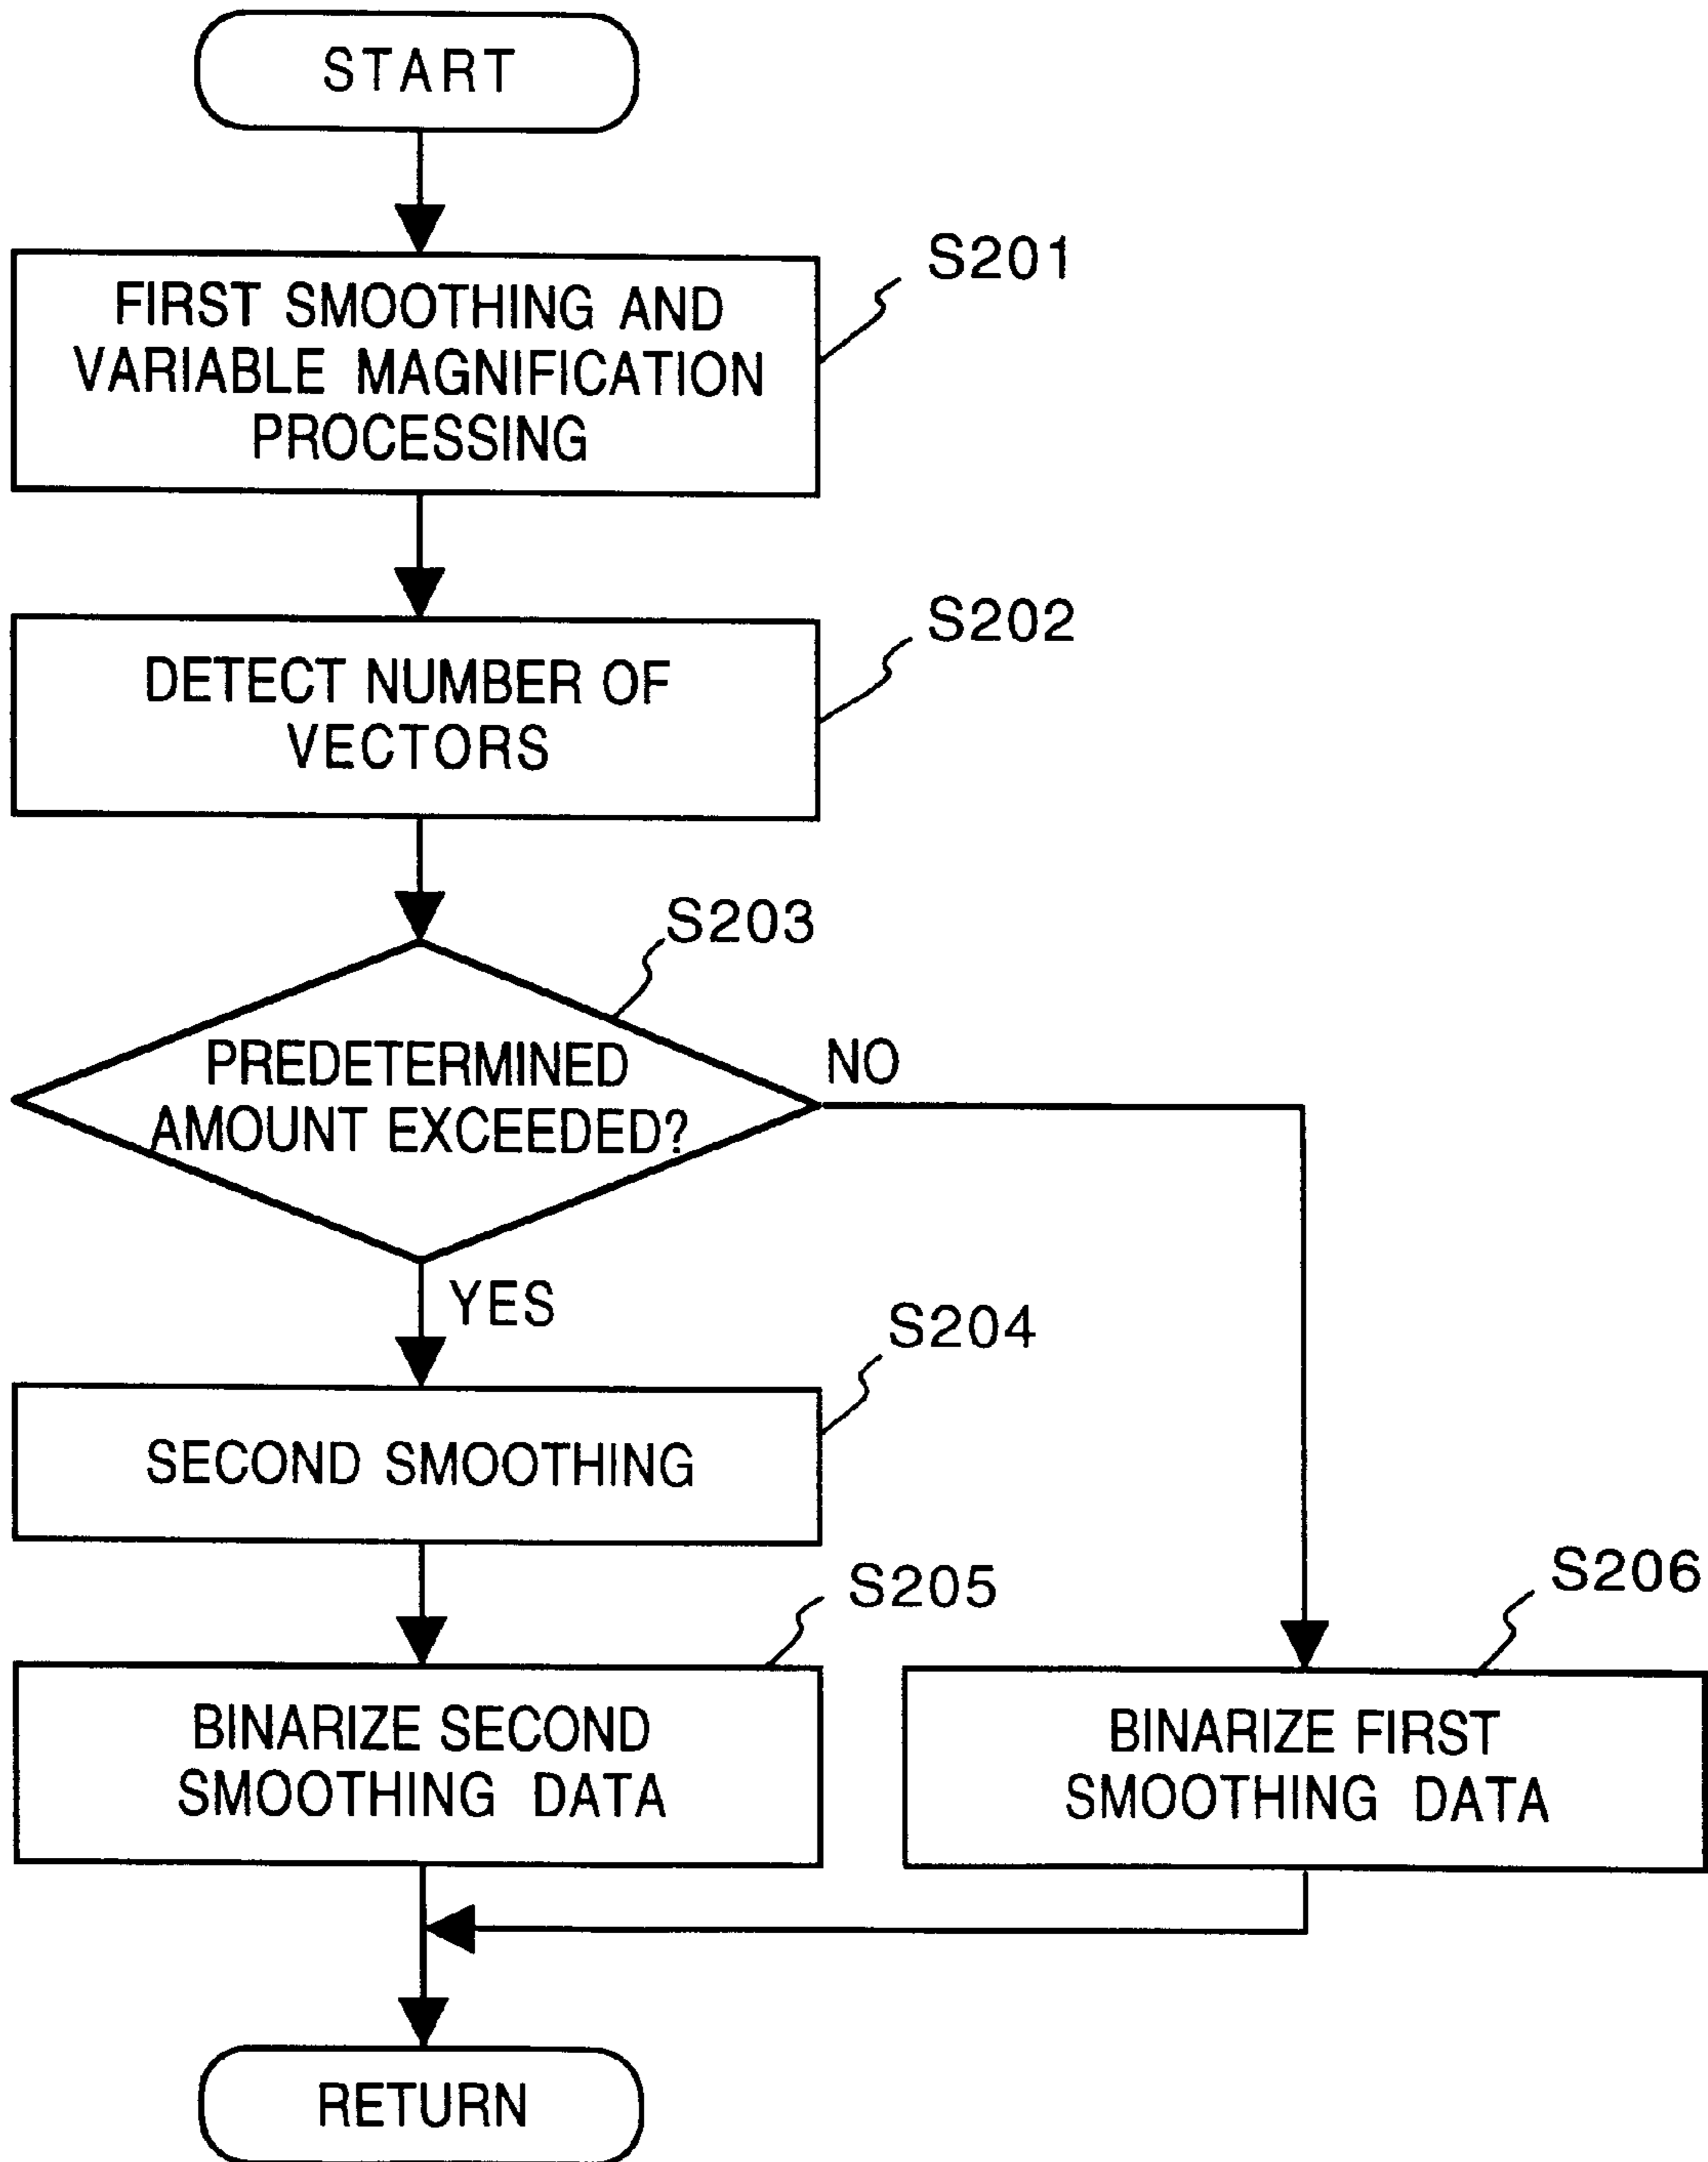 START
S201
FIRST SMOOTHING AND
VARIABLE MAGNIFICATION
PROCESSING
S202
DETECT NUMBER OF
VECTORS
S203
PREDETERMINED
AMOUNT EXCEEDED?
NO
YES
S204
SECOND SMOOTHING
S205
BINARIZE SECOND
SMOOTHING DATA
S206
BINARIZE FIRST
SMOOTHING DATA
RETURN